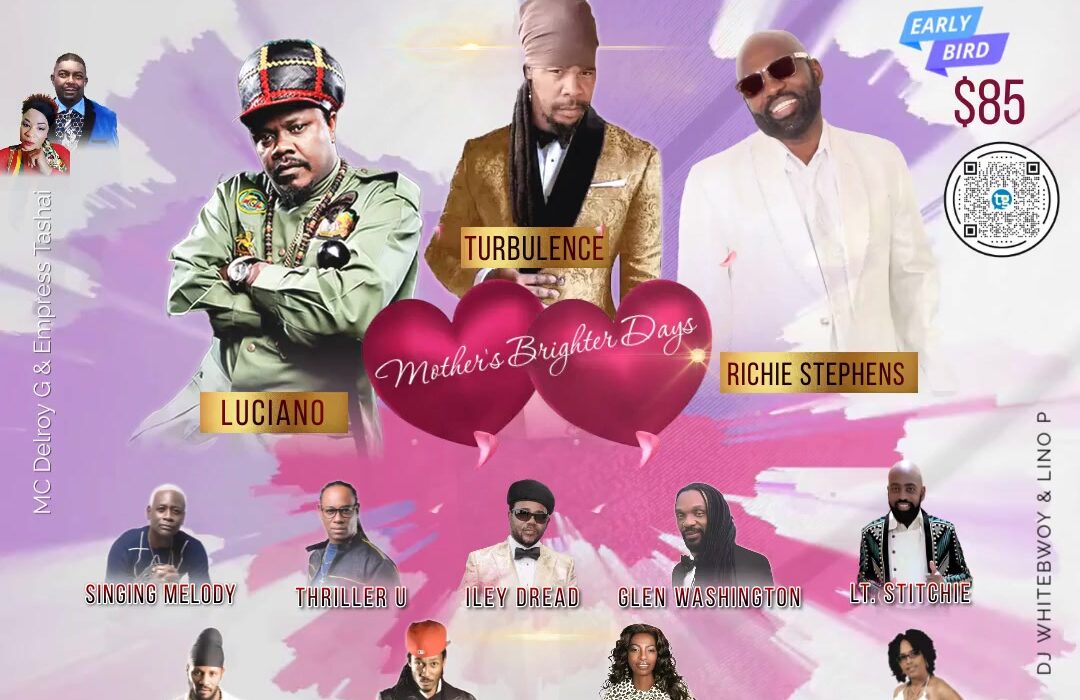 EARLY
BIRD
$85
MC Delroy G & Empress Tashai
TURBULENCE
Mother's Brighter Days
RICHIE STEPHENS
LUCIANO
SINGING MELODY
THRILLER U
ILEY DREAD
GLEN WASHINGTON
LT. STITCHIE
DJ WHITEBWOY & LINO P